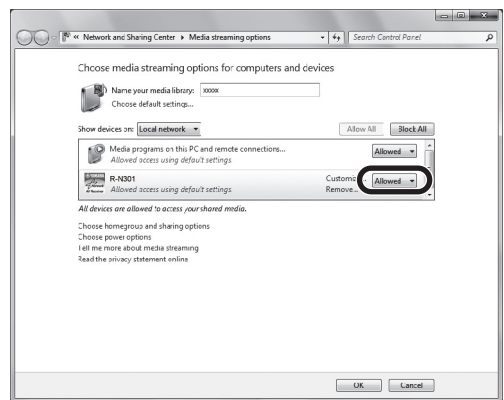 « Network and Sharing Center ▸ Media streaming options
Search Control Panel
Choose media streaming options for computers and devices
Name your media library: xxxxx
Choose default settings...
Show devices on: Local network
Allow All
Block All
Media programs on this PC and remote connections...
Allowed access using default settings
Allowed
R-N301
Allowed access using default settings
Customize...
Remove...
Allowed
All devices are allowed to access your shared media.
Choose homegroup and sharing options
Choose power options
Tell me more about media streaming
Read the privacy statement online
OK
Cancel